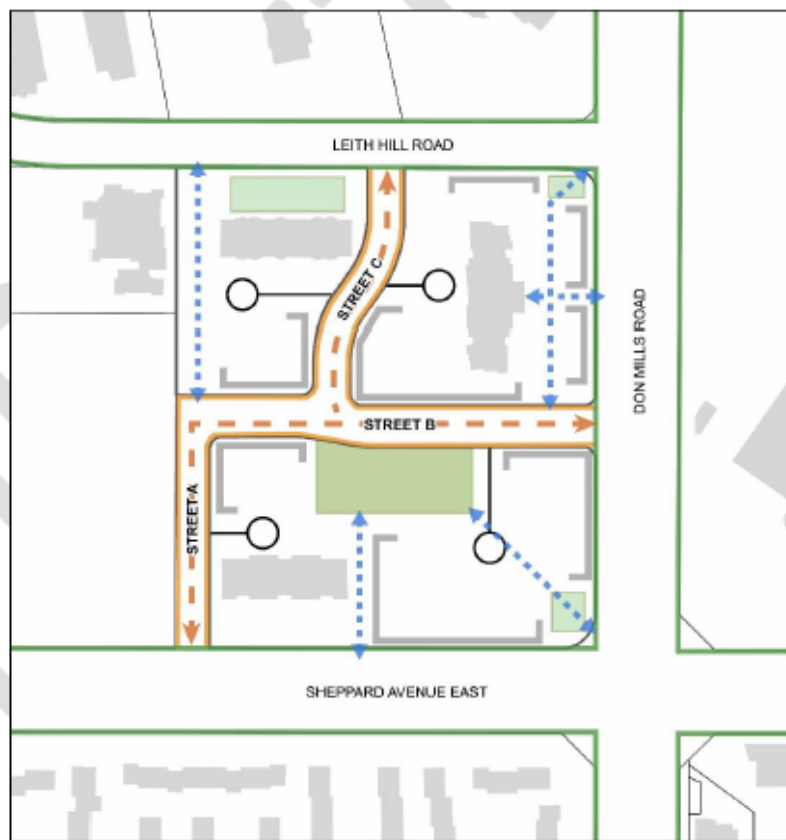 LEITH HILL ROAD
STREET C
DON MILLS ROAD
STREET B
STREET A
SHEPPARD AVENUE EAST